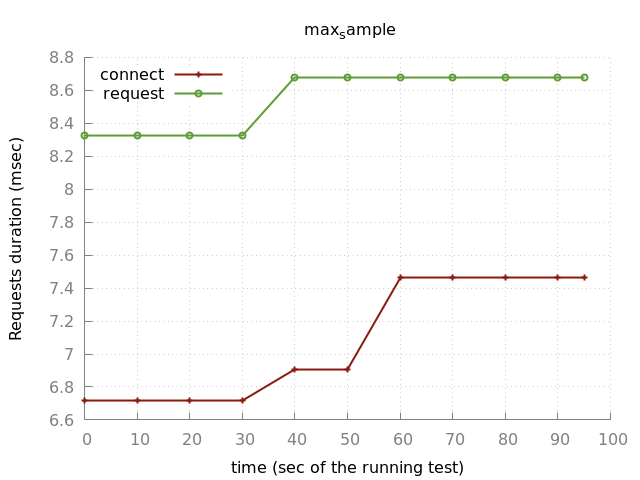 max_sample
connect
request
8.8
8.6
8.4
8.2
8
7.8
7.6
7.4
7.2
7
6.8
6.6
Requests duration (msec)
0 10 20 30 40 50 60 70 80 90 100
time (sec of the running test)